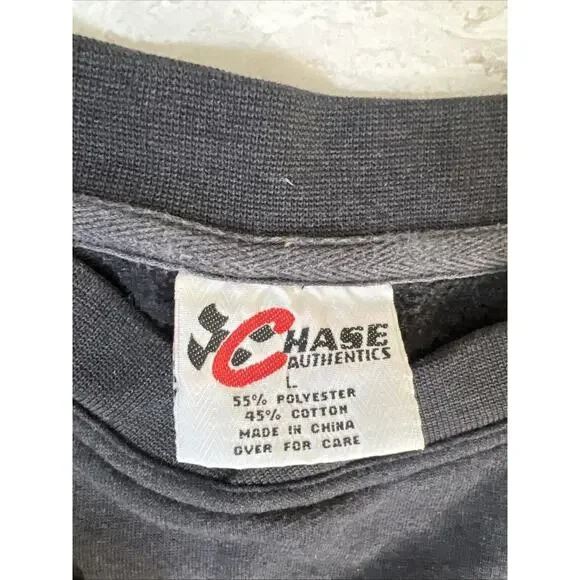 CHASE
AUTHENTICS
L
55% POLYESTER
45% COTTON
MADE IN CHINA
OVER FOR CARE